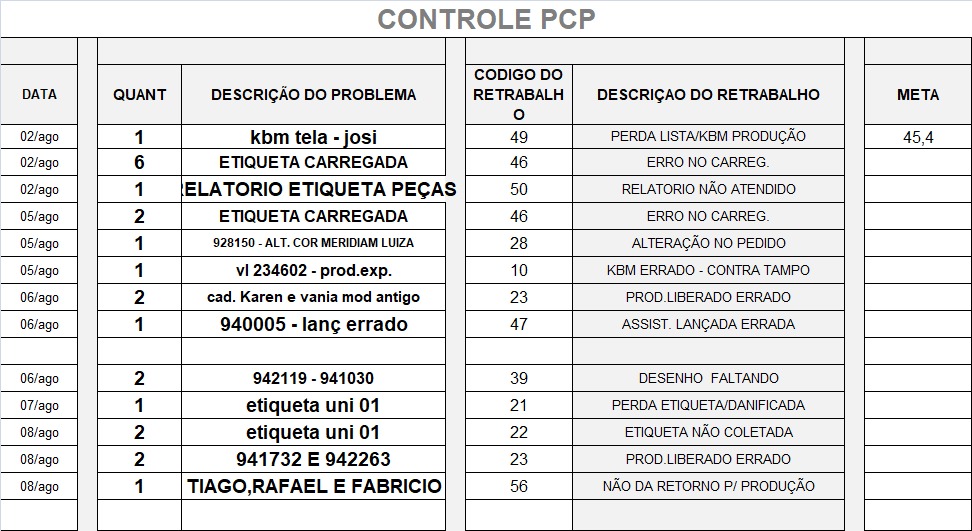 CONTROLE PCP
DATA QUANT DESCRIÇÃO DO PROBLEMA CODIGO DO RETRABALH O DESCRIÇAO DO RETRABALHO META
02/ago 1 kbm tela - josi 49 PERDA LISTA/KBM PRODUÇÃO 45,4
02/ago 6 ETIQUETA CARREGADA 46 ERRO NO CARREG.
02/ago 1 RELATORIO ETIQUETA PEÇAS 50 RELATORIO NÃO ATENDIDO
05/ago 2 ETIQUETA CARREGADA 46 ERRO NO CARREG.
05/ago 1 928150 - ALT. COR MERIDIAM LUIZA 28 ALTERAÇÃO NO PEDIDO
05/ago 1 vl 234602 - prod.exp. 10 KBM ERRADO - CONTRA TAMPO
06/ago 2 cad. Karen e vania mod antigo 23 PROD.LIBERADO ERRADO
06/ago 1 940005 - lanç errado 47 ASSIST. LANÇADA ERRADA
06/ago 2 942119 - 941030 39 DESENHO FALTANDO
07/ago 1 etiqueta uni 01 21 PERDA ETIQUETA/DANIFICADA
08/ago 2 etiqueta uni 01 22 ETIQUETA NÃO COLETADA
08/ago 2 941732 E 942263 23 PROD.LIBERADO ERRADO
08/ago 1 TIAGO,RAFAEL E FABRICIO 56 NÃO DA RETORNO P/ PRODUÇÃO